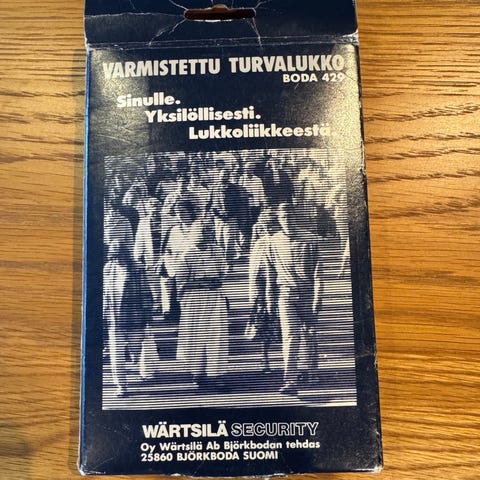 VARMISTETTU TURVALUKKO
BODA 429
Sinulle.
Yksilöllisesti.
Lukkoliikkeestä.
WÄRTSILÄ SECURITY
Oy Wärtsilä Ab Björkbodan tehdas
25860 BJÖRKBODA SUOMI